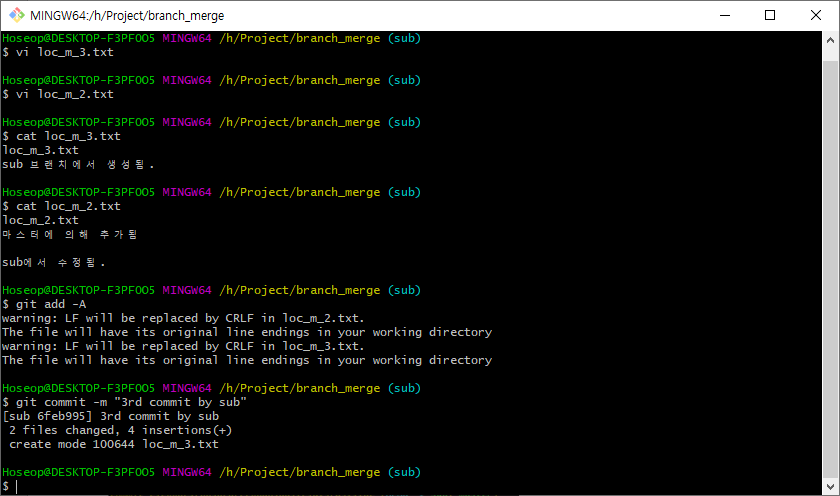 MINGW64:/h/Project/branch_merge
Hoseop@DESKTOP-F3PFOO5 MINGW64 /h/Project/branch_merge (sub)
$ vi loc_m_3.txt
Hoseop@DESKTOP-F3PFOO5 MINGW64 /h/Project/branch_merge (sub)
$ vi loc_m_2.txt
Hoseop@DESKTOP-F3PFOO5 MINGW64 /h/Project/branch_merge (sub)
$ cat loc_m_3.txt
loc_m_3.txt
sub 브랜치에서 생성됨.
Hoseop@DESKTOP-F3PFOO5 MINGW64 /h/Project/branch_merge (sub)
$ cat loc_m_2.txt
loc_m_2.txt
마스터에 의해 추가됨
sub에서 수정됨.
Hoseop@DESKTOP-F3PFOO5 MINGW64 /h/Project/branch_merge (sub)
$ git add -A
warning: LF will be replaced by CRLF in loc_m_2.txt.
The file will have its original line endings in your working directory
warning: LF will be replaced by CRLF in loc_m_3.txt.
The file will have its original line endings in your working directory
Hoseop@DESKTOP-F3PFOO5 MINGW64 /h/Project/branch_merge (sub)
$ git commit -m "3rd commit by sub"
[sub 6feb995] 3rd commit by sub
2 files changed, 4 insertions(+)
create mode 100644 loc_m_3.txt
Hoseop@DESKTOP-F3PFOO5 MINGW64 /h/Project/branch_merge (sub)
$